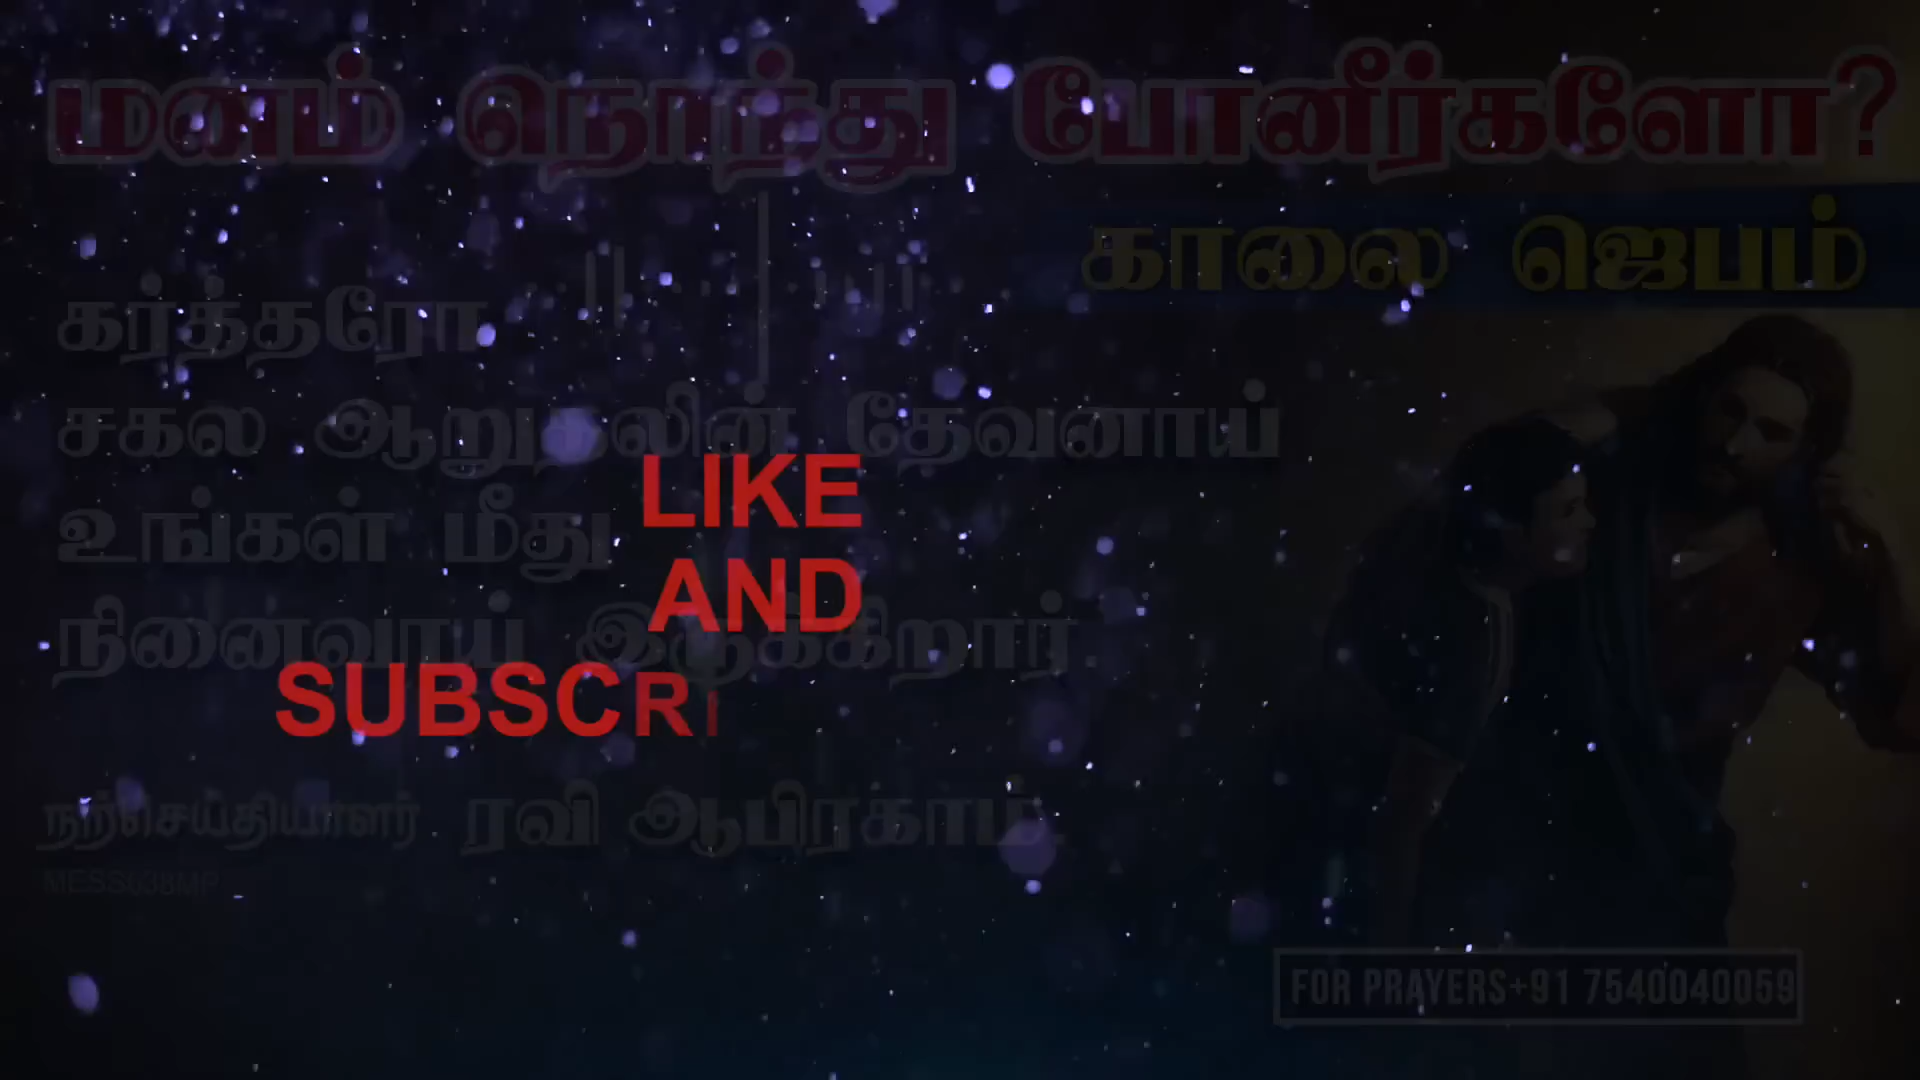 மனம் நொந்து போனீர்களோ?
காலை ஜெபம்
கர்த்தரோ
சகல ஆறுதலின் தேவனாய்
உங்கள் மீது
நினைவாய் இருக்கிறார்.
LIKE
AND
SUBSCRI
நற்செய்தியாளர் ரவி ஆபிரகாம்.
MESS638MP
FOR PRAYERS+91 7540040059